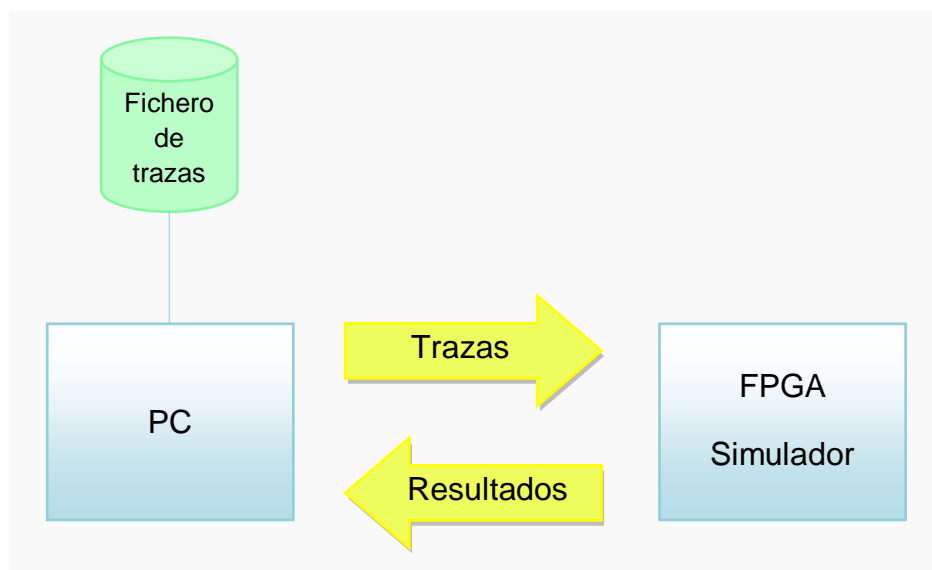 Fichero
de
trazas
PC
Trazas
Resultados
FPGA
Simulador